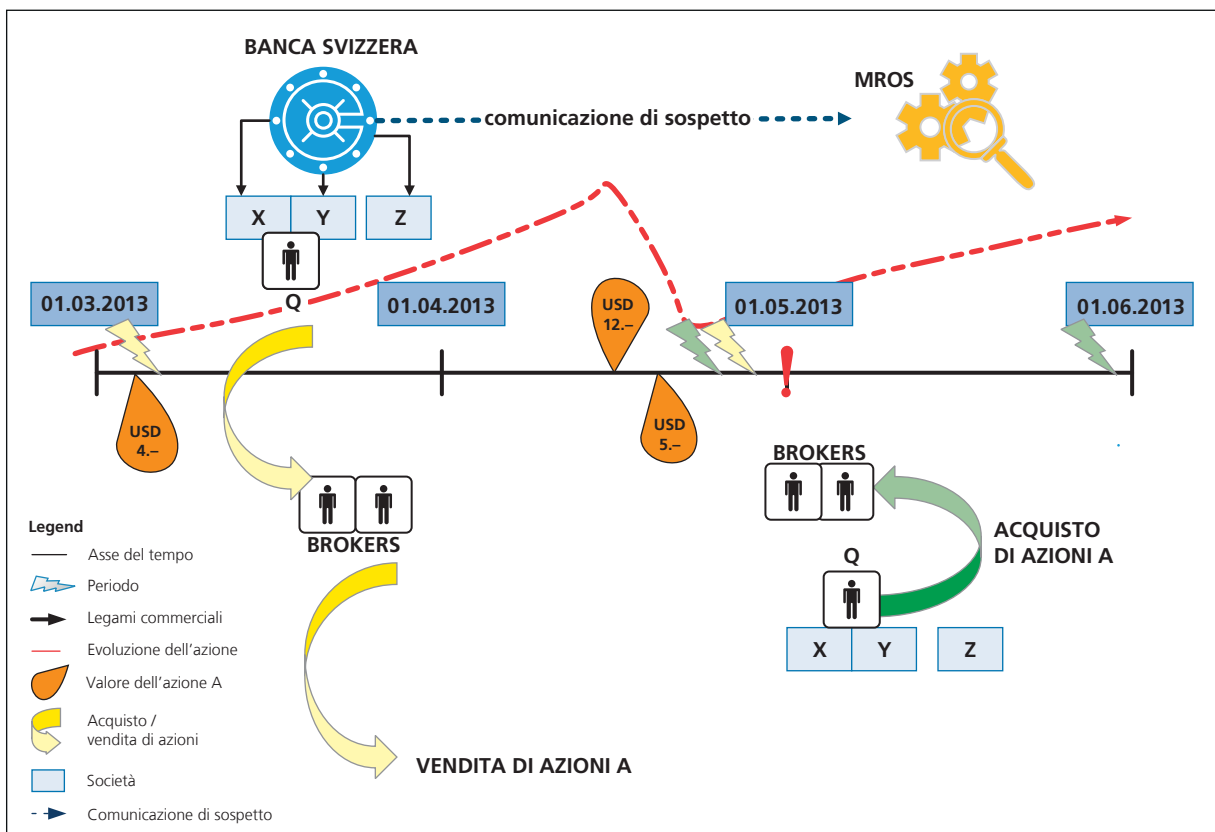 BANCA SVIZZERA
MROS
comunicazione di sospetto
X
Y
Z
Q
01.03.2013
01.04.2013
USD
12.–
01.05.2013
01.06.2013
USD
4.–
USD
5.–
BROKERS
BROKERS
ACQUISTO
DI AZIONI A
Q
X
Y
Z
VENDITA DI AZIONI A
Legend
Asse del tempo
Periodo
Legami commerciali
Evoluzione dell'azione
Valore dell'azione A
Acquisto /
vendita di azioni
Società
Comunicazione di sospetto